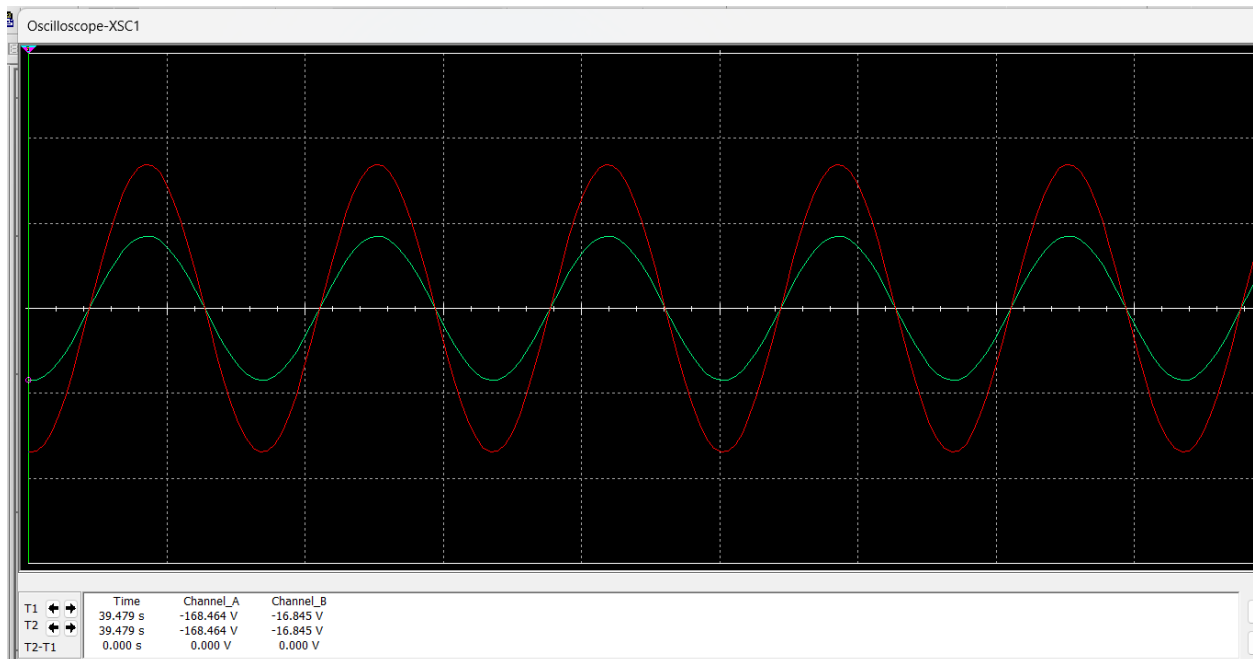 Oscilloscope-XSC1
Time Channel_A Channel_B
T1 39.479 s -168.464 V -16.845 V
T2 39.479 s -168.464 V -16.845 V
T2-T1 0.000 s 0.000 V 0.000 V